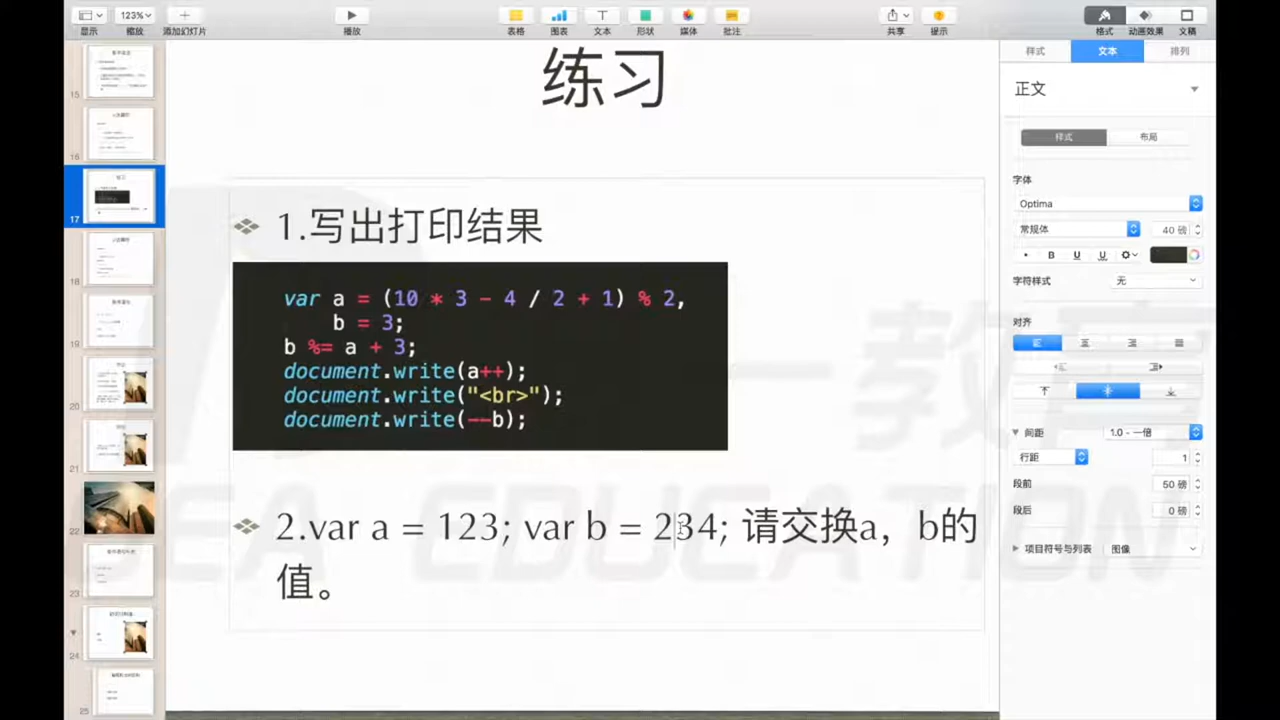 显示
123%
缩放
添加幻灯片
播放
表格
图表
文本
形状
媒体
批注
共享
提示
格式
动画效果
文稿
15
16
17
18
19
20
21
22
23
24
25
练习
1.写出打印结果
var a = (10 * 3 - 4 / 2 + 1) % 2,
b = 3;
b %= a + 3;
document.write(a++);
document.write("<br>");
document.write(--b);
2.var a = 123; var b = 234; 请交换a，b的
值。
样式
文本
排列
正文
样式
布局
字体
Optima
常规体
40 磅
B
U
U
字符样式
无
对齐
间距
1.0 - 一倍
行距
1
段前
50 磅
段后
0 磅
项目符号与列表
图像
一教育
EDUCATION